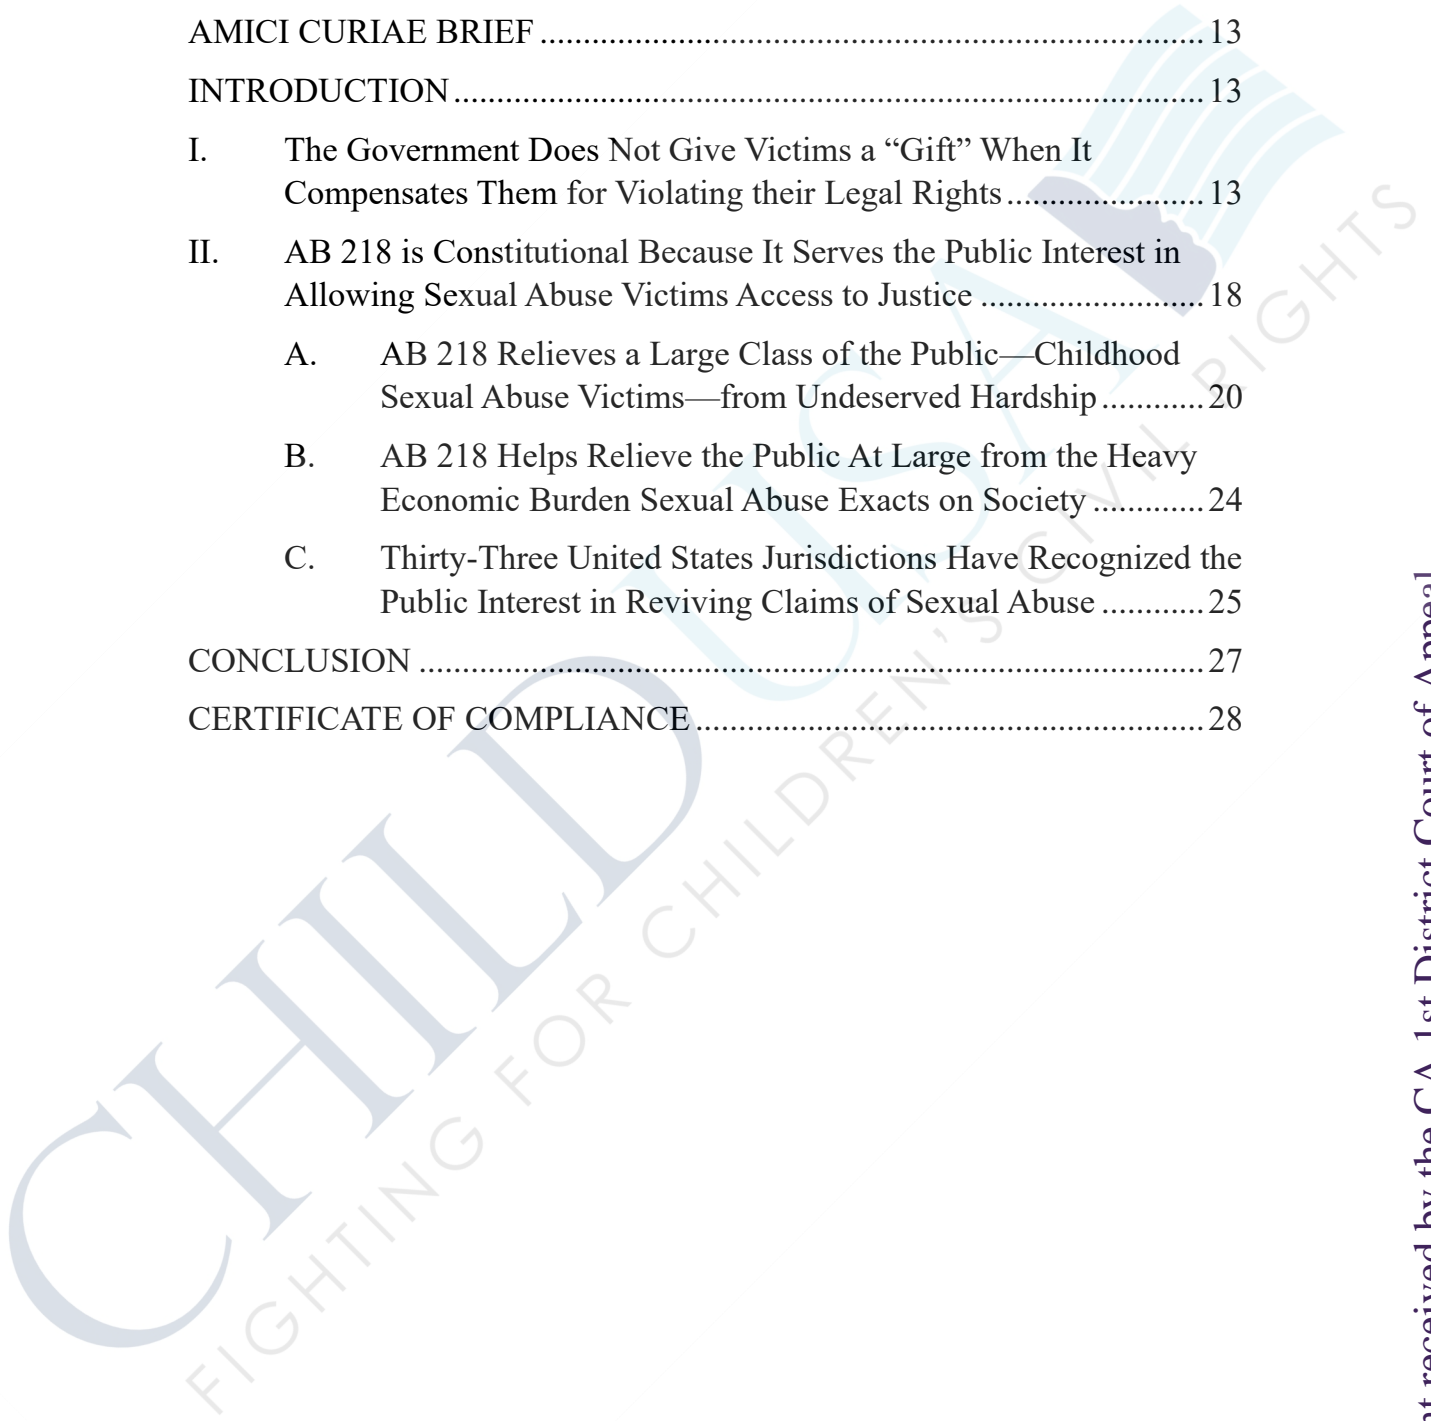 AMICI CURIAE BRIEF ........................................................................... 13
INTRODUCTION ..................................................................................... 13
I. The Government Does Not Give Victims a “Gift” When It
Compensates Them for Violating their Legal Rights ....................... 13
II. AB 218 is Constitutional Because It Serves the Public Interest in
Allowing Sexual Abuse Victims Access to Justice .......................... 18
A. AB 218 Relieves a Large Class of the Public—Childhood
Sexual Abuse Victims—from Undeserved Hardship ............ 20
B. AB 218 Helps Relieve the Public At Large from the Heavy
Economic Burden Sexual Abuse Exacts on Society ............. 24
C. Thirty-Three United States Jurisdictions Have Recognized the
Public Interest in Reviving Claims of Sexual Abuse ............ 25
CONCLUSION ......................................................................................... 27
CERTIFICATE OF COMPLIANCE .......................................................... 28
CHILD USA
FIGHTING FOR CHILDREN’S CIVIL RIGHTS
received by the CA 1st District Court of Appeal